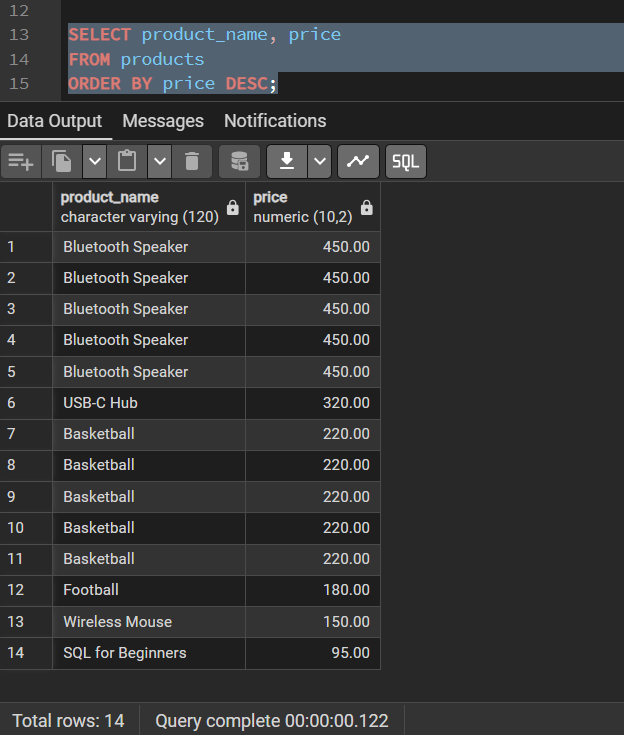 12
13 SELECT product_name, price
14 FROM products
15 ORDER BY price DESC;
Data Output Messages Notifications
SQL
product_name price
character varying (120) numeric (10,2)
1 Bluetooth Speaker 450.00
2 Bluetooth Speaker 450.00
3 Bluetooth Speaker 450.00
4 Bluetooth Speaker 450.00
5 Bluetooth Speaker 450.00
6 USB-C Hub 320.00
7 Basketball 220.00
8 Basketball 220.00
9 Basketball 220.00
10 Basketball 220.00
11 Basketball 220.00
12 Football 180.00
13 Wireless Mouse 150.00
14 SQL for Beginners 95.00
Total rows: 14 Query complete 00:00:00.122